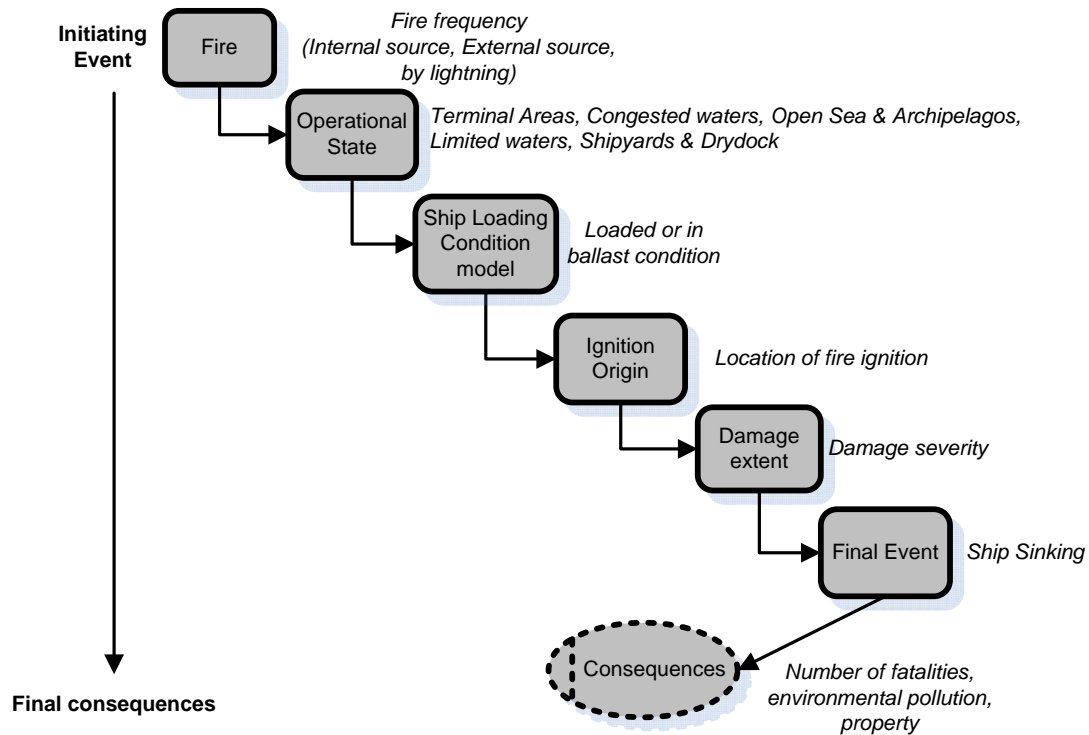 Initiating
Event
Fire
Fire frequency
(Internal source, External source,
by lightning)
Operational
State
Terminal Areas, Congested waters, Open Sea & Archipelagos,
Limited waters, Shipyards & Drydock
Ship Loading
Condition
model
Loaded or in
ballast condition
Ignition
Origin
Location of fire ignition
Damage
extent
Damage severity
Final Event
Ship Sinking
Consequences
Number of fatalities,
environmental pollution,
property
Final consequences